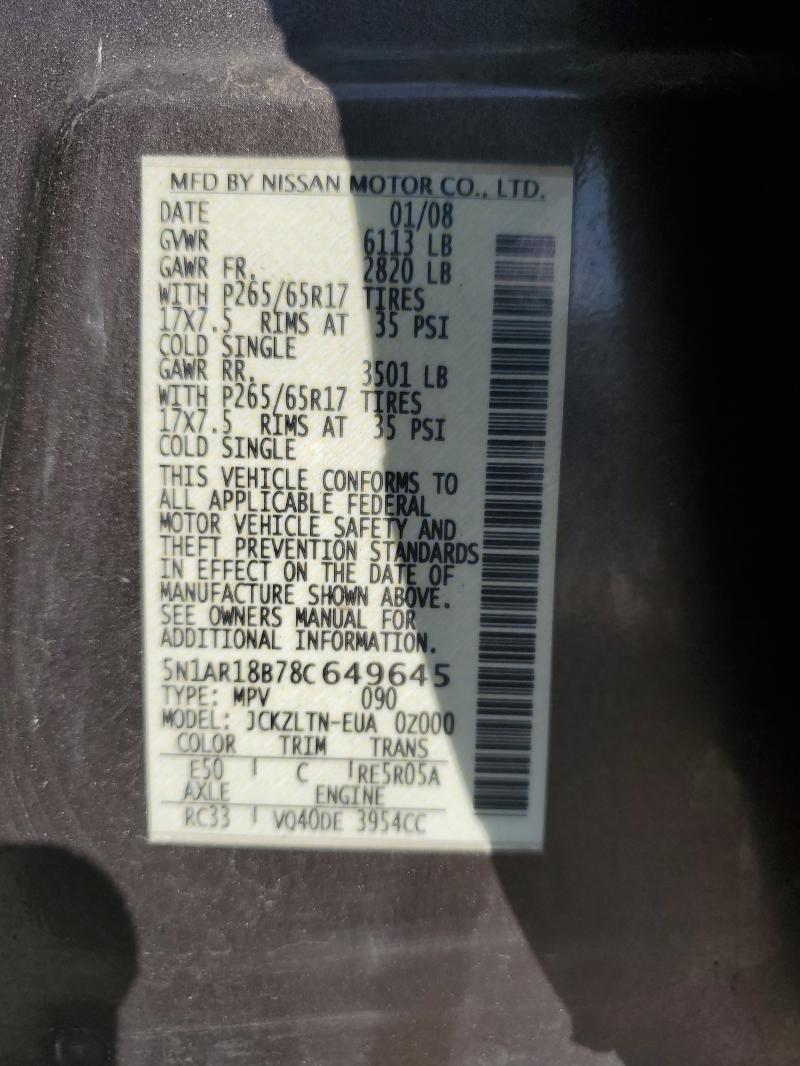 MFD BY NISSAN MOTOR CO., LTD.
DATE 01/08
GVWR 6113 LB
GAWR FR. 2820 LB
WITH P265/65R17 TIRES
17X7.5 RIMS AT 35 PSI
COLD SINGLE
GAWR RR. 3501 LB
WITH P265/65R17 TIRES
17X7.5 RIMS AT 35 PSI
COLD SINGLE
THIS VEHICLE CONFORMS TO
ALL APPLICABLE FEDERAL
MOTOR VEHICLE SAFETY AND
THEFT PREVENTION STANDARDS
IN EFFECT ON THE DATE OF
MANUFACTURE SHOWN ABOVE.
SEE OWNERS MANUAL FOR
ADDITIONAL INFORMATION.
5N1AR18B78C649645
TYPE: MPV 090
MODEL: JCKZLTN-EUA 0Z000
COLOR TRIM TRANS
E50 C RE5R05A
AXLE ENGINE
RC33 VQ40DE 3954CC